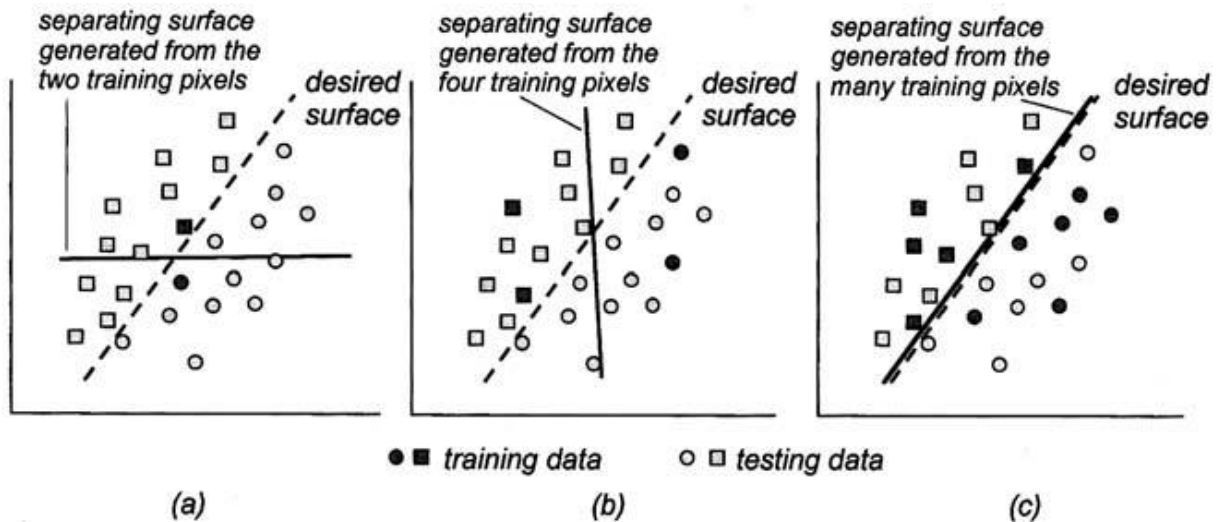 separating surface
generated from the
two training pixels
desired
surface
separating surface
generated from the
four training pixels
desired
surface
separating surface
generated from the
many training pixels
desired
surface
training data
testing data
(a)
(b)
(c)